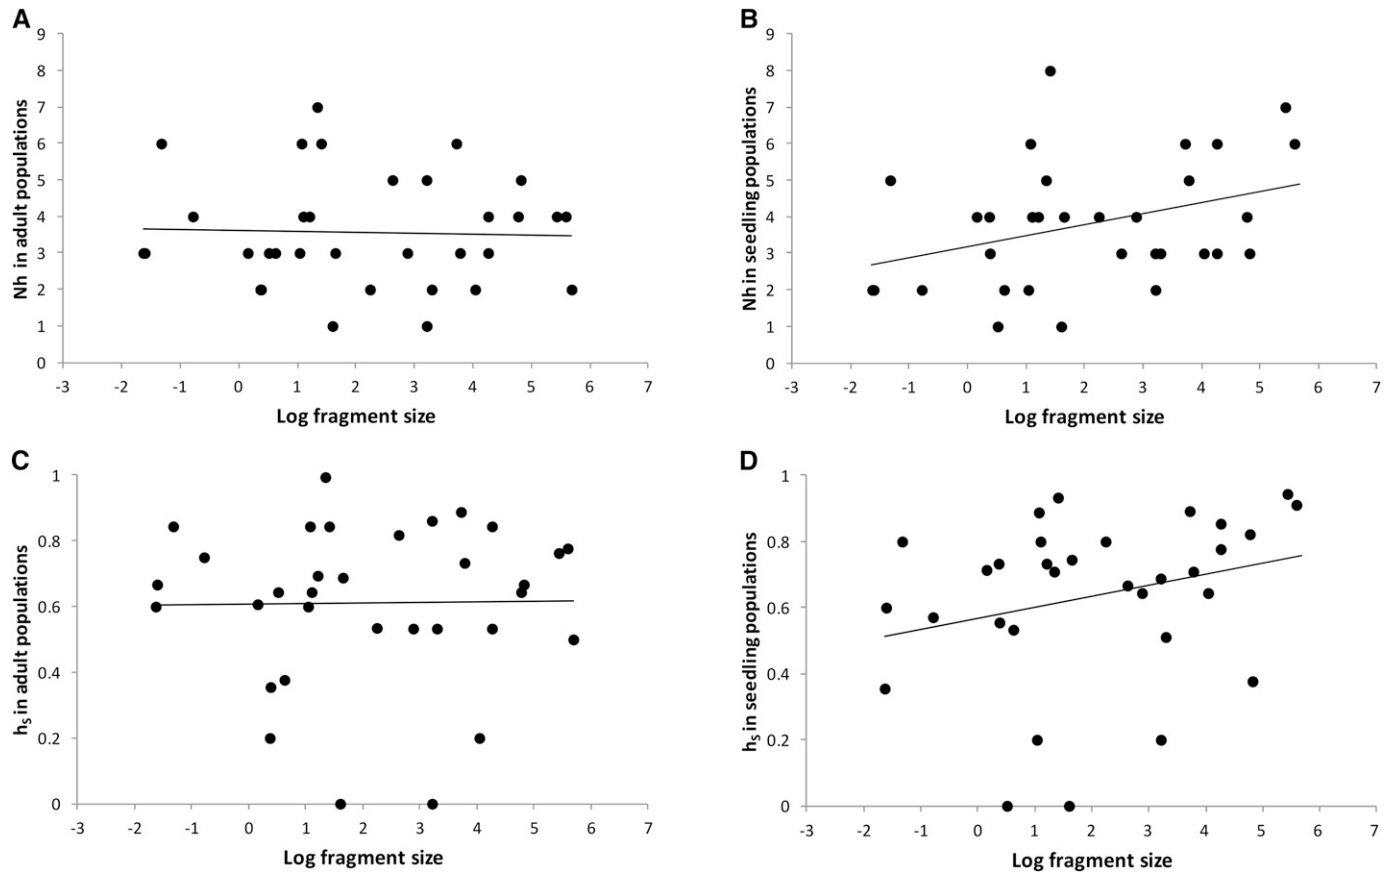 A
9
8
7
6
5
4
3
2
1
0
Nh in adult populations
-3 -2 -1 0 1 2 3 4 5 6 7
Log fragment size
B
9
8
7
6
5
4
3
2
1
0
Nh in seedling populations
-3 -2 -1 0 1 2 3 4 5 6 7
Log fragment size
C
1
0.8
0.6
0.4
0.2
0
hS in adult populations
-3 -2 -1 0 1 2 3 4 5 6 7
Log fragment size
D
1
0.8
0.6
0.4
0.2
0
hS in seedling populations
-3 -2 -1 0 1 2 3 4 5 6 7
Log fragment size